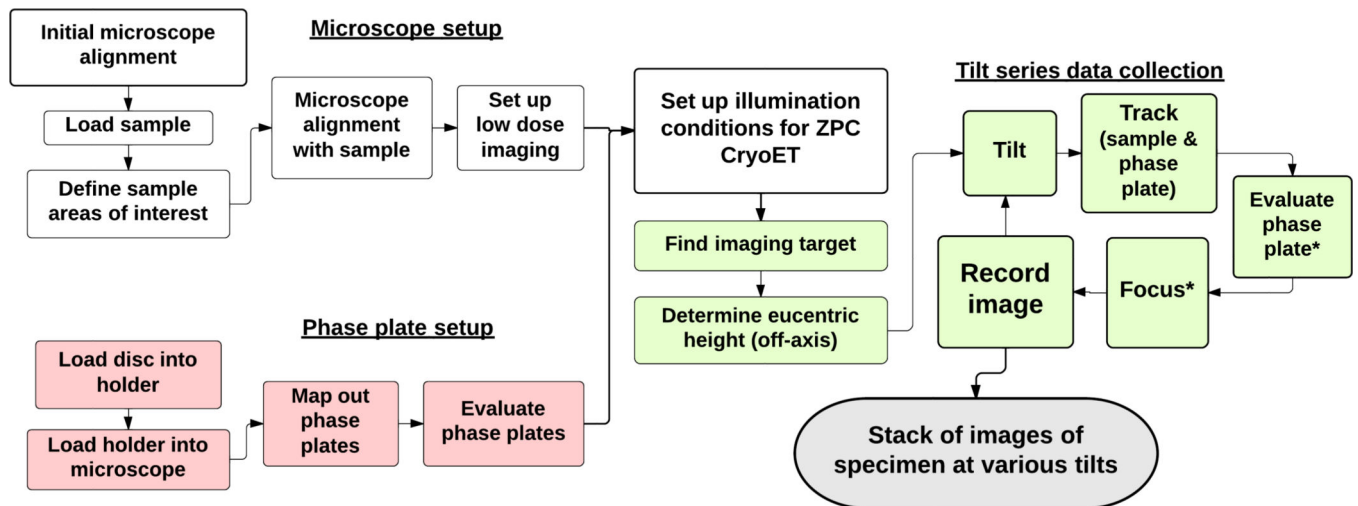 Microscope setup
Initial microscope
alignment
Load sample
Define sample
areas of interest
Microscope
alignment
with sample
Set up
low dose
imaging
Phase plate setup
Load disc into
holder
Load holder into
microscope
Map out
phase
plates
Evaluate
phase plates
Set up illumination
conditions for ZPC
CryoET
Find imaging target
Determine eucentric
height (off-axis)
Tilt series data collection
Tilt
Track
(sample &
phase
plate)
Evaluate
phase
plate*
Focus*
Record
image
Stack of images of
specimen at various tilts